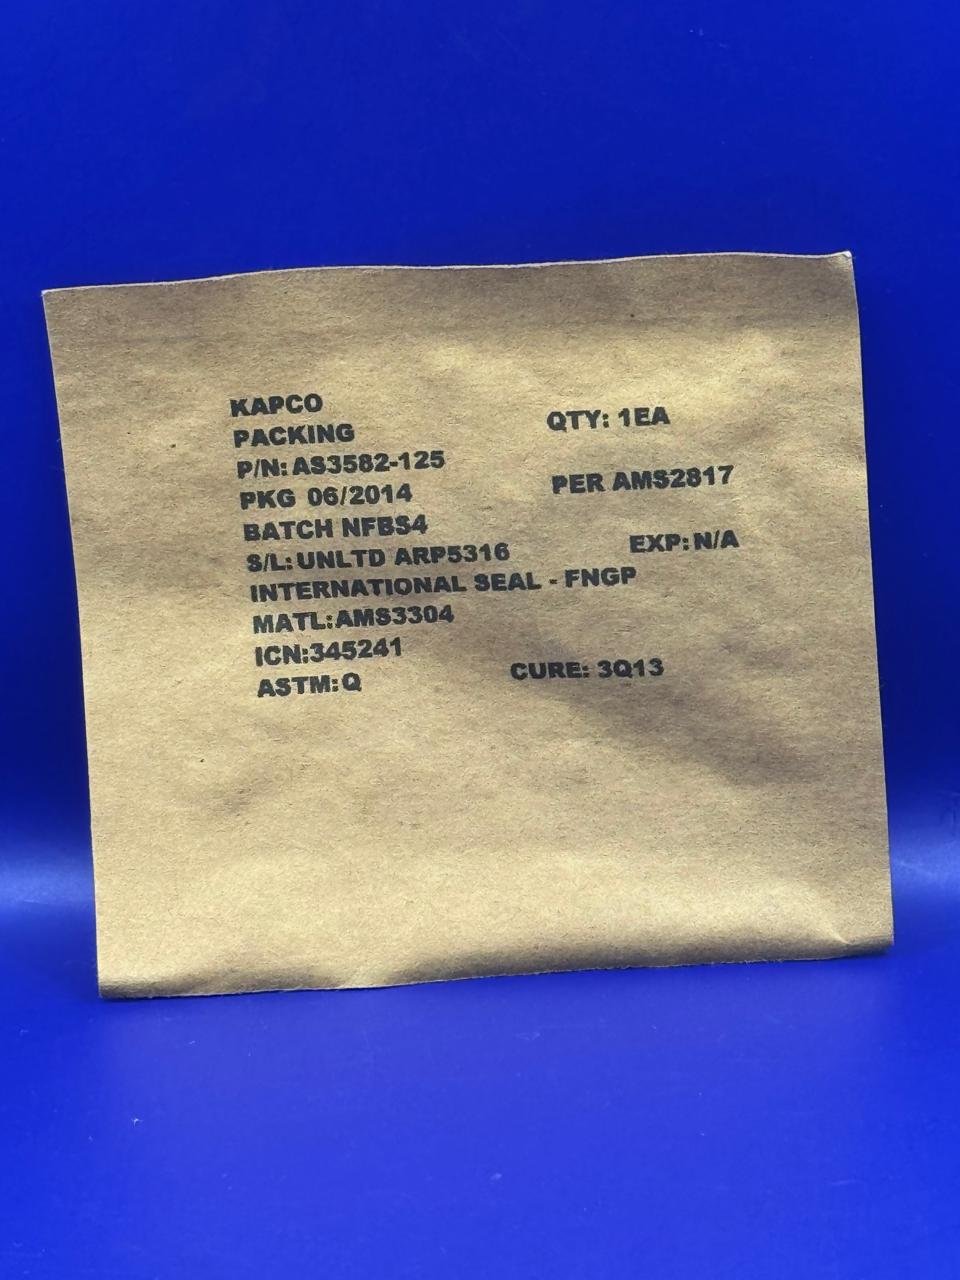 KAPCO
PACKING QTY: 1EA
P/N: AS3582-125
PKG 06/2014 PER AMS2817
BATCH NFBS4
S/L: UNLTD ARP5316 EXP: N/A
INTERNATIONAL SEAL - FNGP
MATL: AMS3304
ICN:345241
ASTM: Q CURE: 3Q13